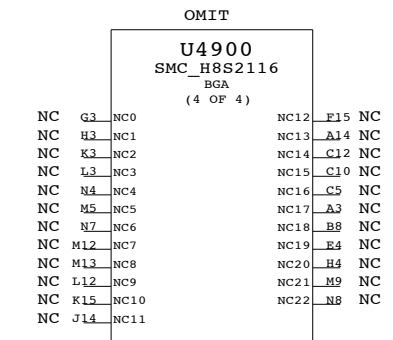 OMIT
U4900
SMC_H8S2116
BGA
(4 OF 4)
NC G3 NC0 NC12 F15 NC
NC H3 NC1 NC13 A14 NC
NC K3 NC2 NC14 C12 NC
NC L3 NC3 NC15 C10 NC
NC N4 NC4 NC16 C5 NC
NC M5 NC5 NC17 A3 NC
NC N7 NC6 NC18 B8 NC
NC M12 NC7 NC19 E4 NC
NC M13 NC8 NC20 H4 NC
NC L12 NC9 NC21 M9 NC
NC K15 NC10 NC22 N8 NC
NC J14 NC11